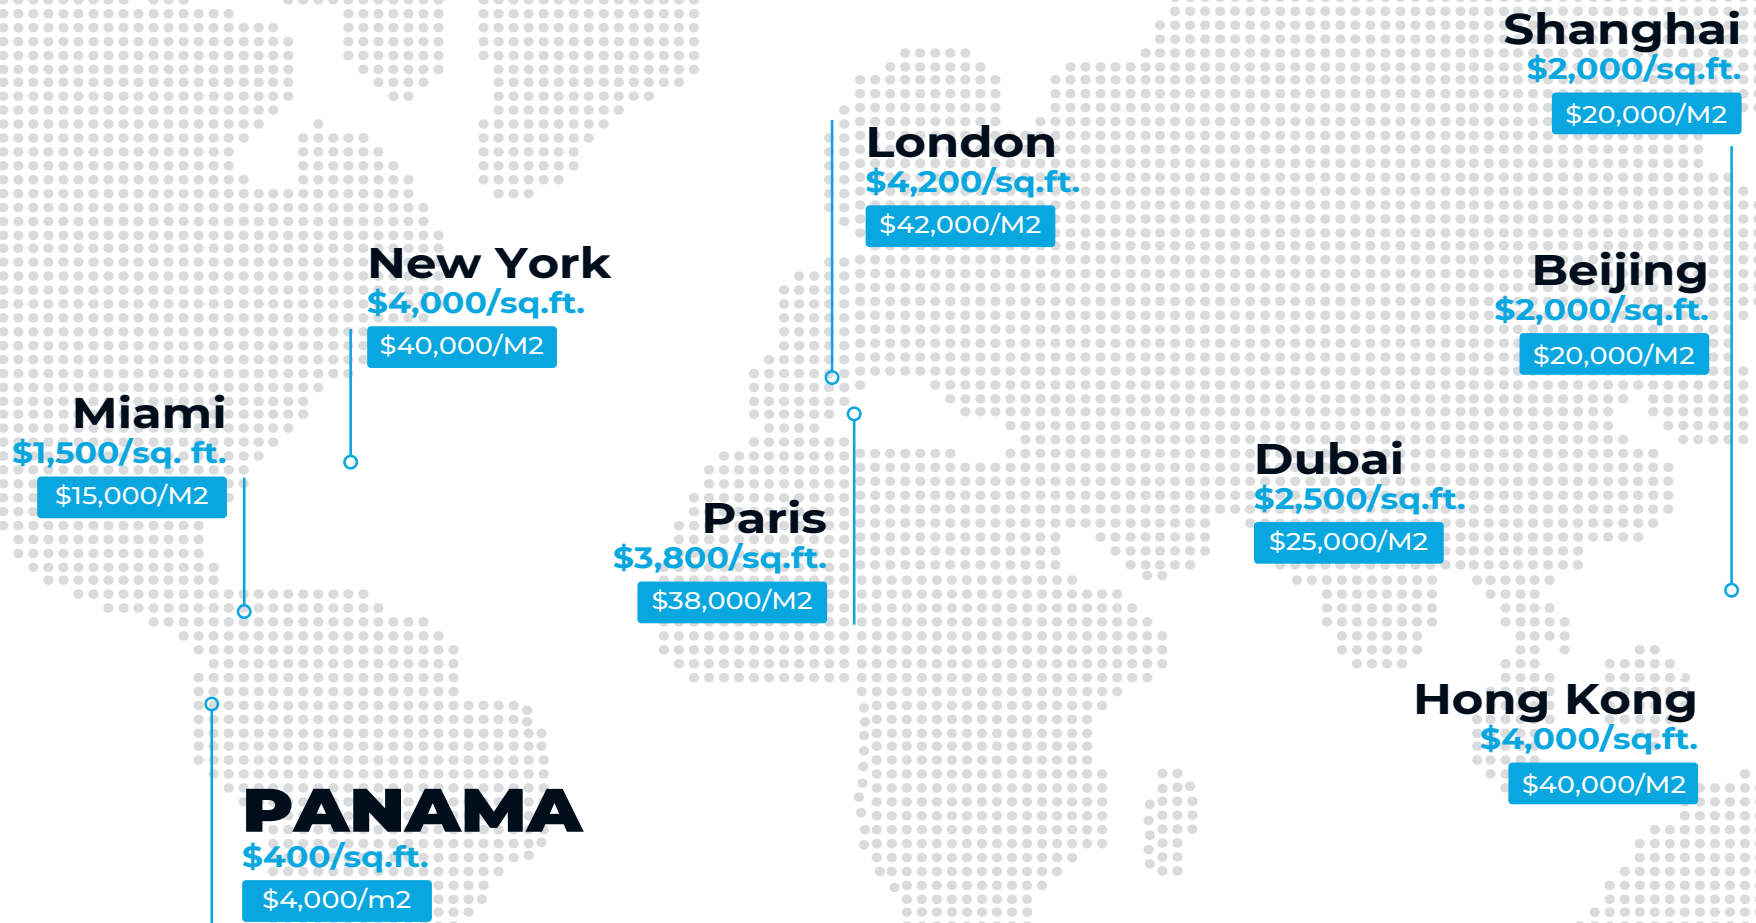 Shanghai
$2,000/sq.ft.
$20,000/M2
London
$4,200/sq.ft.
$42,000/M2
New York
$4,000/sq.ft.
$40,000/M2
Beijing
$2,000/sq.ft.
$20,000/M2
Miami
$1,500/sq. ft.
$15,000/M2
Dubai
$2,500/sq.ft.
$25,000/M2
Paris
$3,800/sq.ft.
$38,000/M2
Hong Kong
$4,000/sq.ft.
$40,000/M2
PANAMA
$400/sq.ft.
$4,000/m2